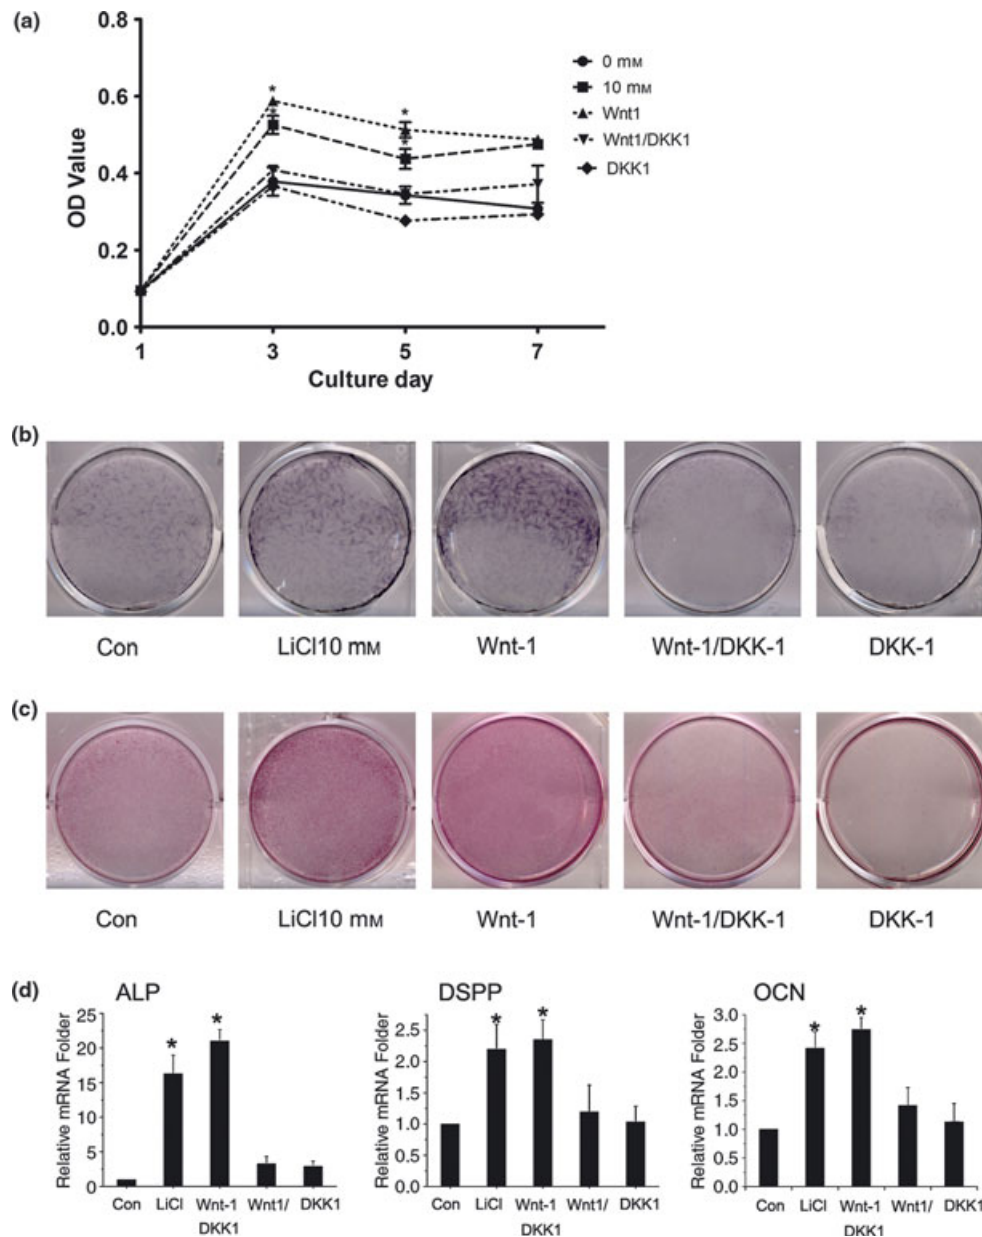 (a)
0.8
0.6
0.4
0.2
0.0
OD Value
1 3 5 7
Culture day
0 mM
10 mM
Wnt1
Wnt1/DKK1
DKK1
* * * *
(b)
Con LiCl10 mM Wnt-1 Wnt-1/DKK-1 DKK-1
(c)
Con LiCl10 mM Wnt-1 Wnt-1/DKK-1 DKK-1
(d)
ALP
Relative mRNA Folder
25
20
15
10
5
0
* *
Con LiCl Wnt-1 Wnt1/ DKK1
DKK1
DSPP
Relative mRNA Folder
2.5
2.0
1.5
1.0
0.5
0.0
* *
Con LiCl Wnt-1 Wnt1/ DKK1
DKK1
OCN
Relative mRNA Folder
3.0
2.5
2.0
1.0
1.0
0.5
0.0
* *
Con LiCl Wnt-1 Wnt1/ DKK1
DKK1